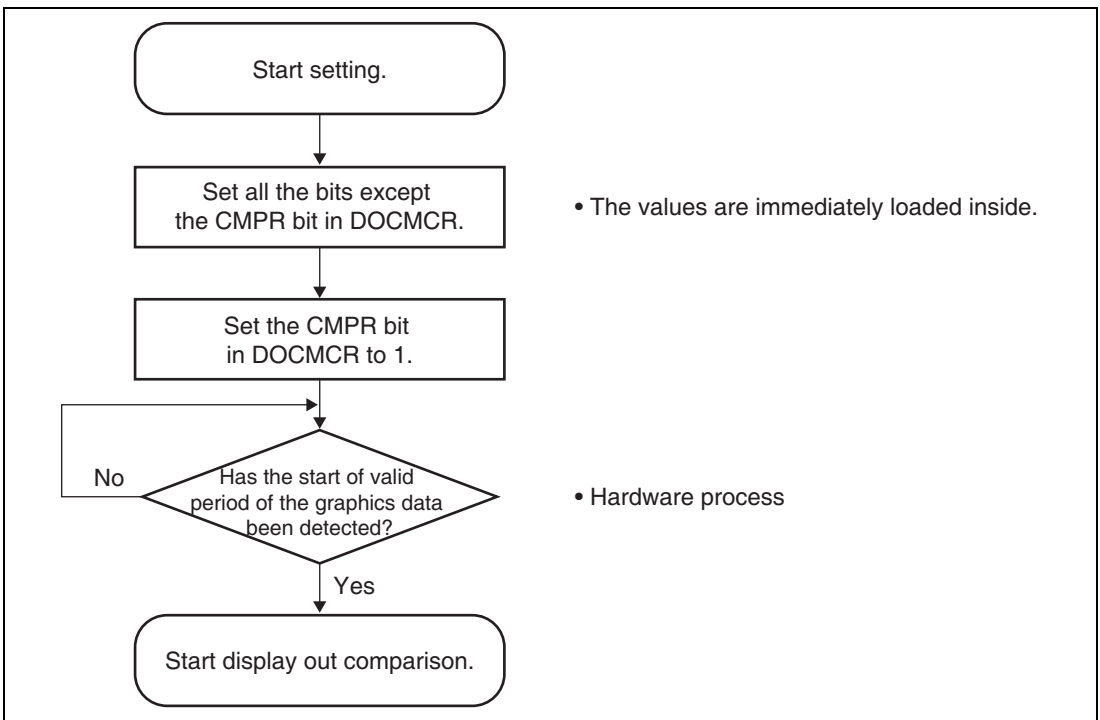 Start setting.
Set all the bits except
the CMPR bit in DOCMCR.
• The values are immediately loaded inside.
Set the CMPR bit
in DOCMCR to 1.
No
Has the start of valid
period of the graphics data
been detected?
• Hardware process
Yes
Start display out comparison.